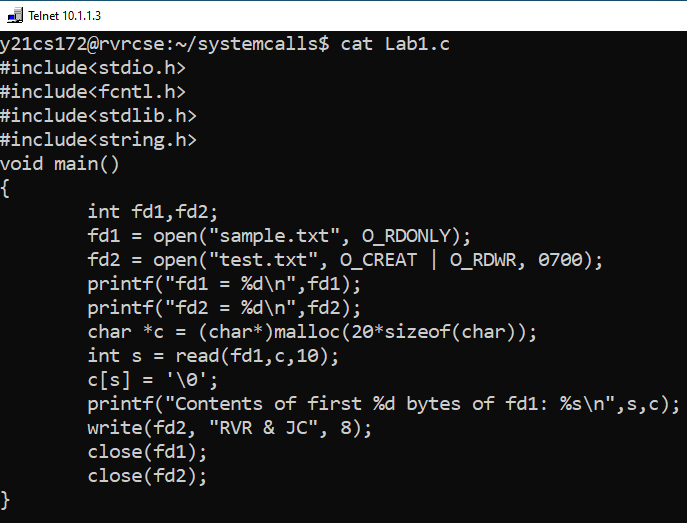 Telnet 10.1.1.3
y21cs172@rvrcse:~/systemcalls$ cat Lab1.c
#include<stdio.h>
#include<fcntl.h>
#include<stdlib.h>
#include<string.h>
void main()
{
        int fd1,fd2;
        fd1 = open("sample.txt", O_RDONLY);
        fd2 = open("test.txt", O_CREAT | O_RDWR, 0700);
        printf("fd1 = %d\n",fd1);
        printf("fd2 = %d\n",fd2);
        char *c = (char*)malloc(20*sizeof(char));
        int s = read(fd1,c,10);
        c[s] = '\0';
        printf("Contents of first %d bytes of fd1: %s\n",s,c);
        write(fd2, "RVR & JC", 8);
        close(fd1);
        close(fd2);
}